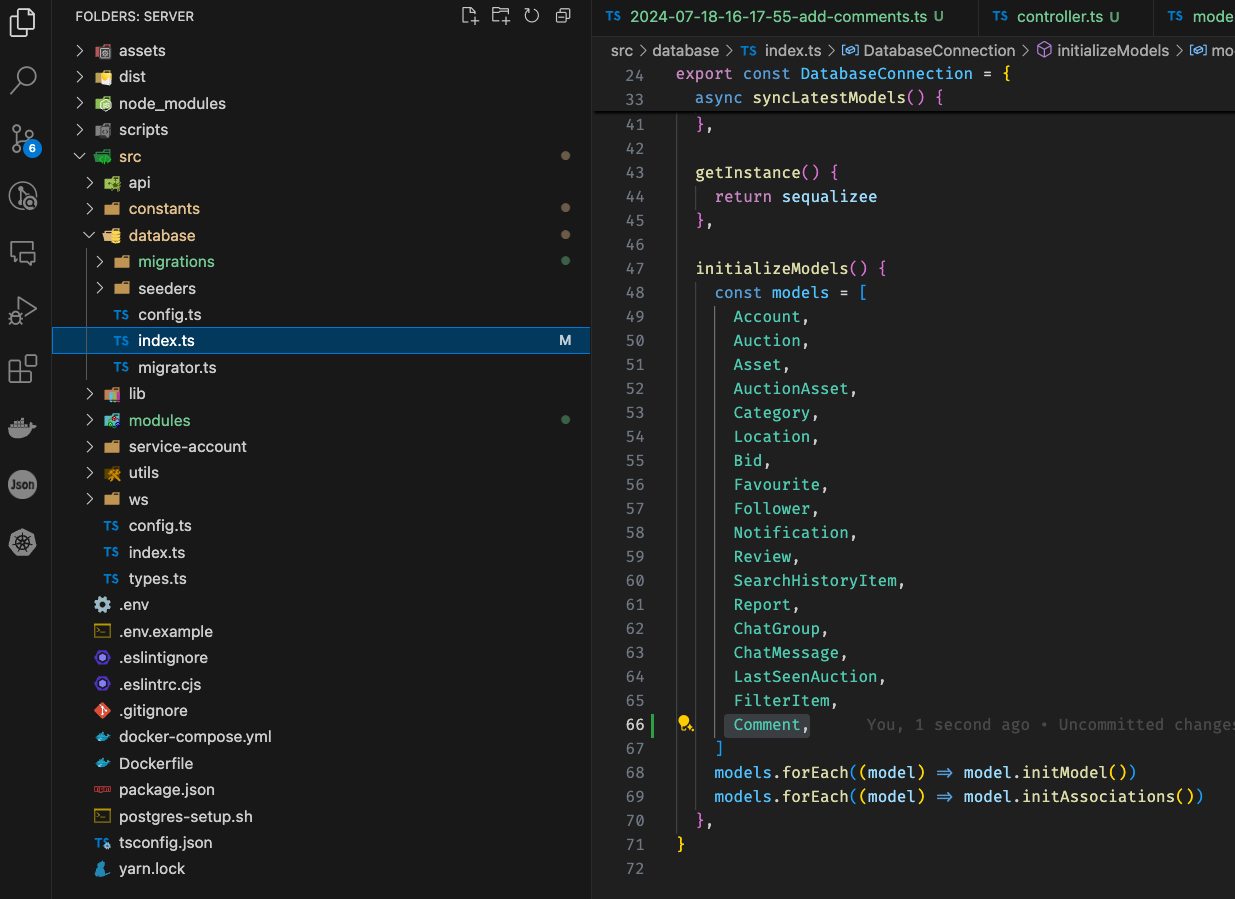 FOLDERS: SERVER
assets
dist
node_modules
scripts
src
api
constants
database
migrations
seeders
TS config.ts
TS index.ts M
TS migrator.ts
lib
modules
service-account
utils
ws
TS config.ts
TS index.ts
TS types.ts
.env
.env.example
.eslintignore
.eslintrc.cjs
.gitignore
docker-compose.yml
Dockerfile
package.json
postgres-setup.sh
TS tsconfig.json
yarn.lock
6
Json
TS 2024-07-18-16-17-55-add-comments.ts U TS controller.ts U TS mode
src > database > TS index.ts > DatabaseConnection > initializeModels > mo
24 export const DatabaseConnection = {
33 async syncLatestModels() {
41 },
42
43 getInstance() {
44 return sequalizee
45 },
46
47 initializeModels() {
48 const models = [
49 Account,
50 Auction,
51 Asset,
52 AuctionAsset,
53 Category,
54 Location,
55 Bid,
56 Favourite,
57 Follower,
58 Notification,
59 Review,
60 SearchHistoryItem,
61 Report,
62 ChatGroup,
63 ChatMessage,
64 LastSeenAuction,
65 FilterItem,
66 Comment, You, 1 second ago • Uncommitted changes
67 ]
68 models.forEach((model) => model.initModel())
69 models.forEach((model) => model.initAssociations())
70 },
71 }
72